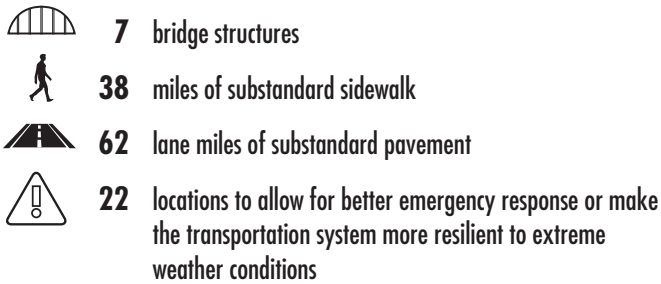 7 bridge structures
38 miles of substandard sidewalk
62 lane miles of substandard pavement
22 locations to allow for better emergency response or make
the transportation system more resilient to extreme
weather conditions